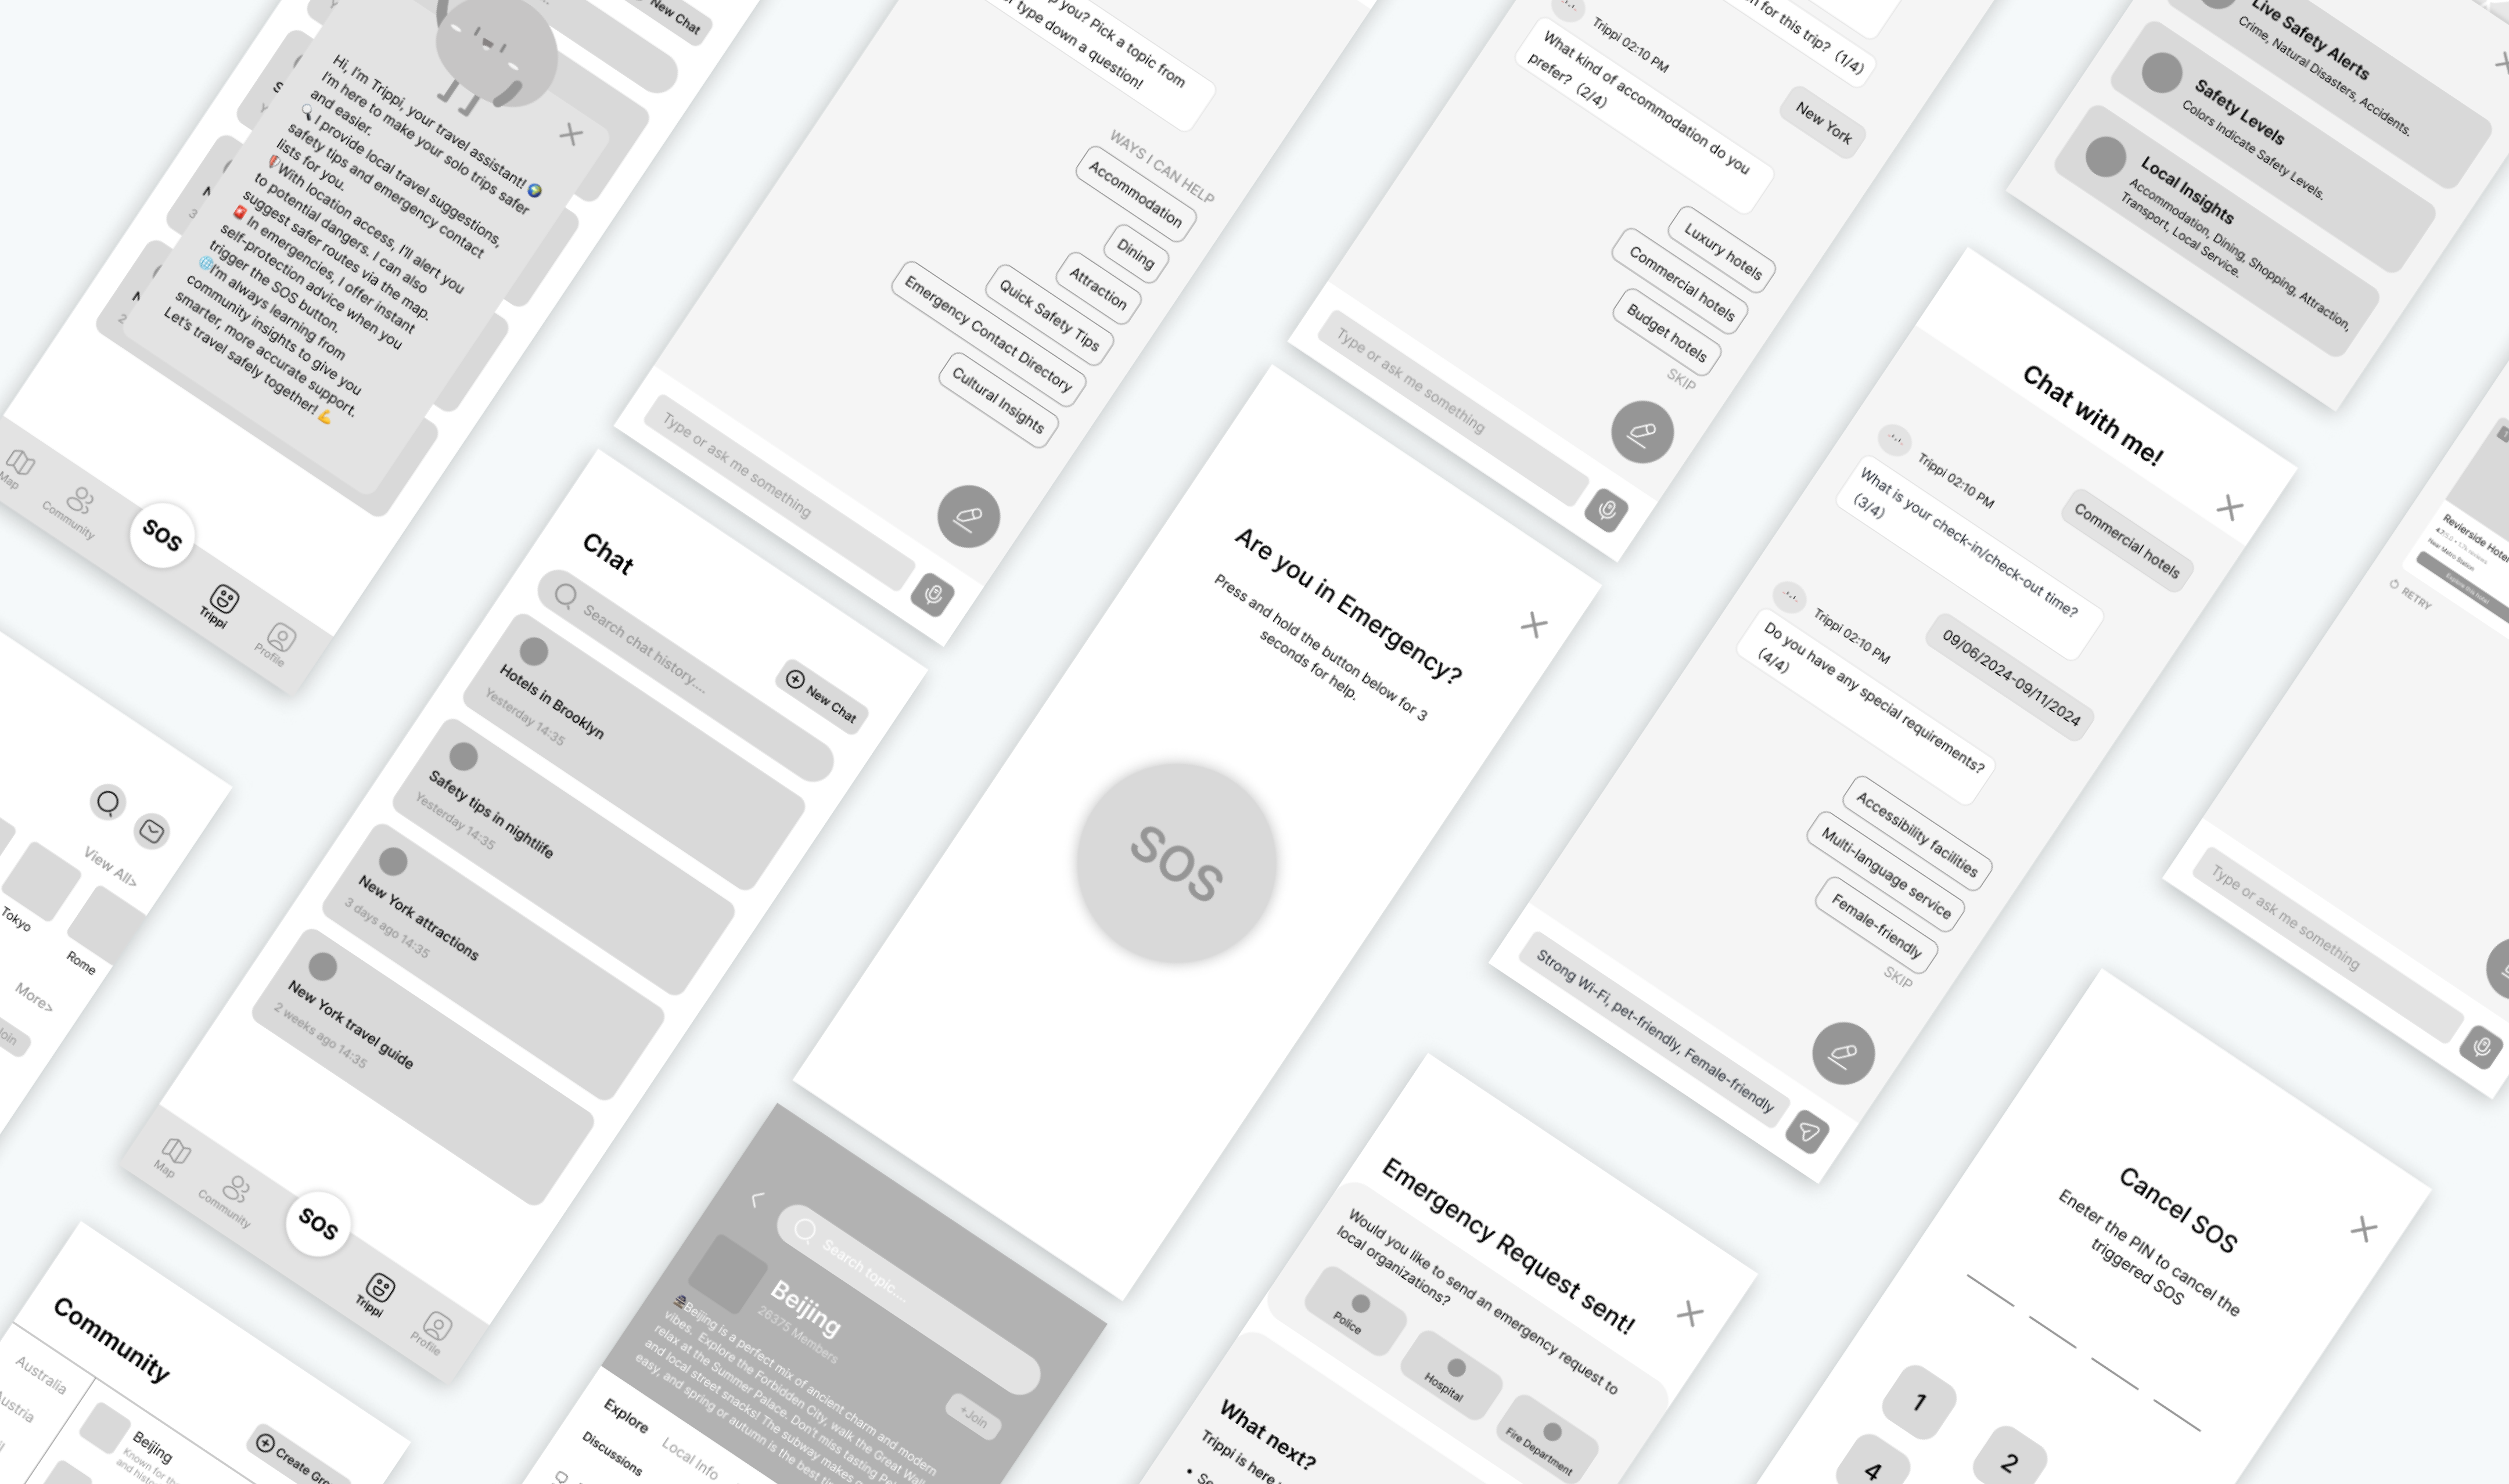 New Chat
Hi, I'm Trippi, your travel assistant! 🌍
I'm here to make your solo trips safer
and easier.
🔍 I provide local travel suggestions,
safety tips and emergency contact
lists for you.
With location access, I'll alert you
to potential dangers. I can also
suggest safer routes via the map.
🚨 In emergencies, I offer instant
self-protection advice when you
trigger the SOS button.
🌐I'm always learning from
community insights to give you
smarter, more accurate support.
Let's travel safely together! 💪
Map
Community
SOS
Trippi
Profile
you? Pick a topic from
type down a question!
WAYS I CAN HELP
Accommodation
Dining
Attraction
Quick Safety Tips
Emergency Contact Directory
Cultural Insights
Type or ask me something
for this trip? (1/4)
New York
Trippi 02:10 PM
What kind of accommodation do you
prefer? (2/4)
Luxury hotels
Commercial hotels
Budget hotels
SKIP
Type or ask me something
Live Safety Alerts
Crime, Natural Disasters, Accidents.
Safety Levels
Colors Indicate Safety Levels.
Local Insights
Accommodation, Dining, Shopping, Attraction,
Transport, Local Service.
View All>
Tokyo
Rome
More>
Chat
New Chat
Search chat history....
Hotels in Brooklyn
Yesterday 14:35
Safety tips in nightlife
Yesterday 14:35
New York attractions
3 days ago 14:35
New York travel guide
2 weeks ago 14:35
Map
Community
SOS
Trippi
Profile
Are you in Emergency?
Press and hold the button below for 3
seconds for help.
SOS
Chat with me!
Commercial hotels
Trippi 02:10 PM
What is your check-in/check-out time?
(3/4)
09/06/2024-09/11/2024
Trippi 02:10 PM
Do you have any special requirements?
(4/4)
Accessibility facilities
Multi-language service
Female-friendly
SKIP
Strong Wi-Fi, pet-friendly, Female-friendly
Revierside Hote
Near Metro Station
RETRY
Type or ask me something
Community
Australia
Create Gro
Beijing
Known for th
Search topic....
Beijing
26375 Members
Beijing is a perfect mix of ancient charm and modern
vibes. Explore the Forbidden City, walk the Great Wall
relax at the Summer Palace. Don't miss tasting Pe
and local street snacks! The subway makes
easy, and spring or autumn is the best
+Join
Explore
Local Info
Discussions
Emergency Request sent!
Would you like to send an emergency request to
local organizations?
Police
Hospital
Fire Department
What next?
Trippi is here
Cancel SOS
Eneter the PIN to cancel the
triggered SOS
1
2
4